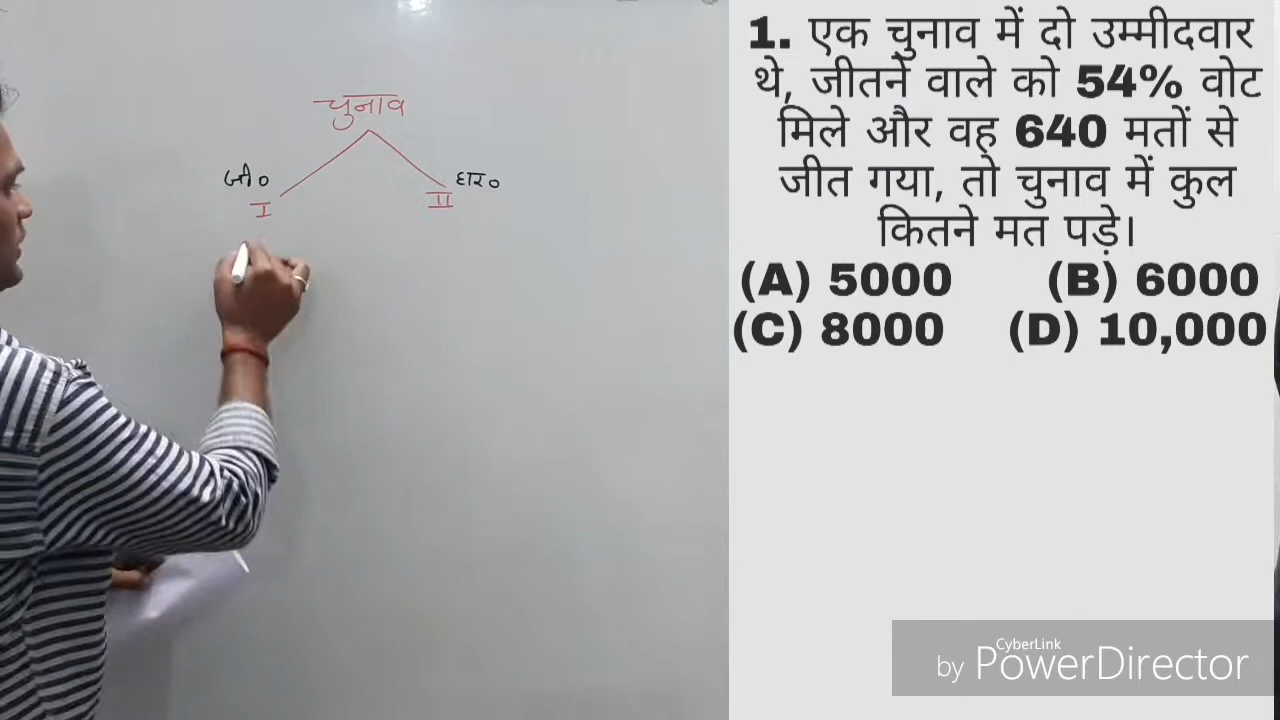 चुनाव
जी० हार०
I II
1. एक चुनाव में दो उम्मीदवार
थे, जीतने वाले को 54% वोट
मिले और वह 640 मतों से
जीत गया, तो चुनाव में कुल
कितने मत पड़े।
(A) 5000 (B) 6000
(C) 8000 (D) 10,000
CyberLink
by PowerDirector